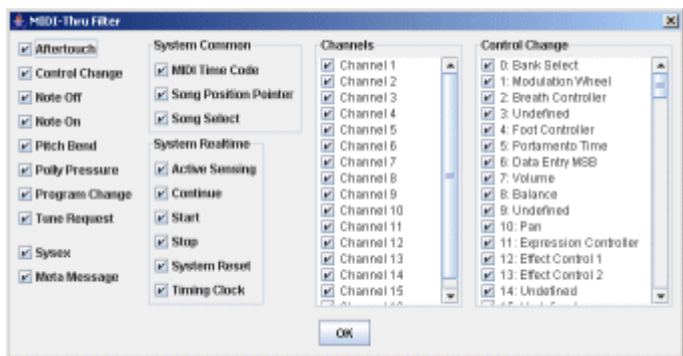 MIDI-Thru Filter
Aftertouch
Control Change
Note Off
Note On
Pitch Bend
Polly Pressure
Program Change
Tune Request
Sysex
Meta Message
System Common
MIDI Time Code
Song Position Pointer
Song Select
System Realtime
Active Sensing
Continue
Start
Stop
System Reset
Timing Clock
Channels
Channel 1
Channel 2
Channel 3
Channel 4
Channel 5
Channel 6
Channel 7
Channel 8
Channel 9
Channel 10
Channel 11
Channel 12
Channel 13
Channel 14
Channel 15
Control Change
0: Bank Select
1: Modulation Wheel
2: Breath Controller
3: Undefined
4: Foot Controller
5: Portamento Time
6: Data Entry MSB
7: Volume
8: Balance
9: Undefined
10: Pan
11: Expression Controller
12: Effect Control 1
13: Effect Control 2
14: Undefined
OK